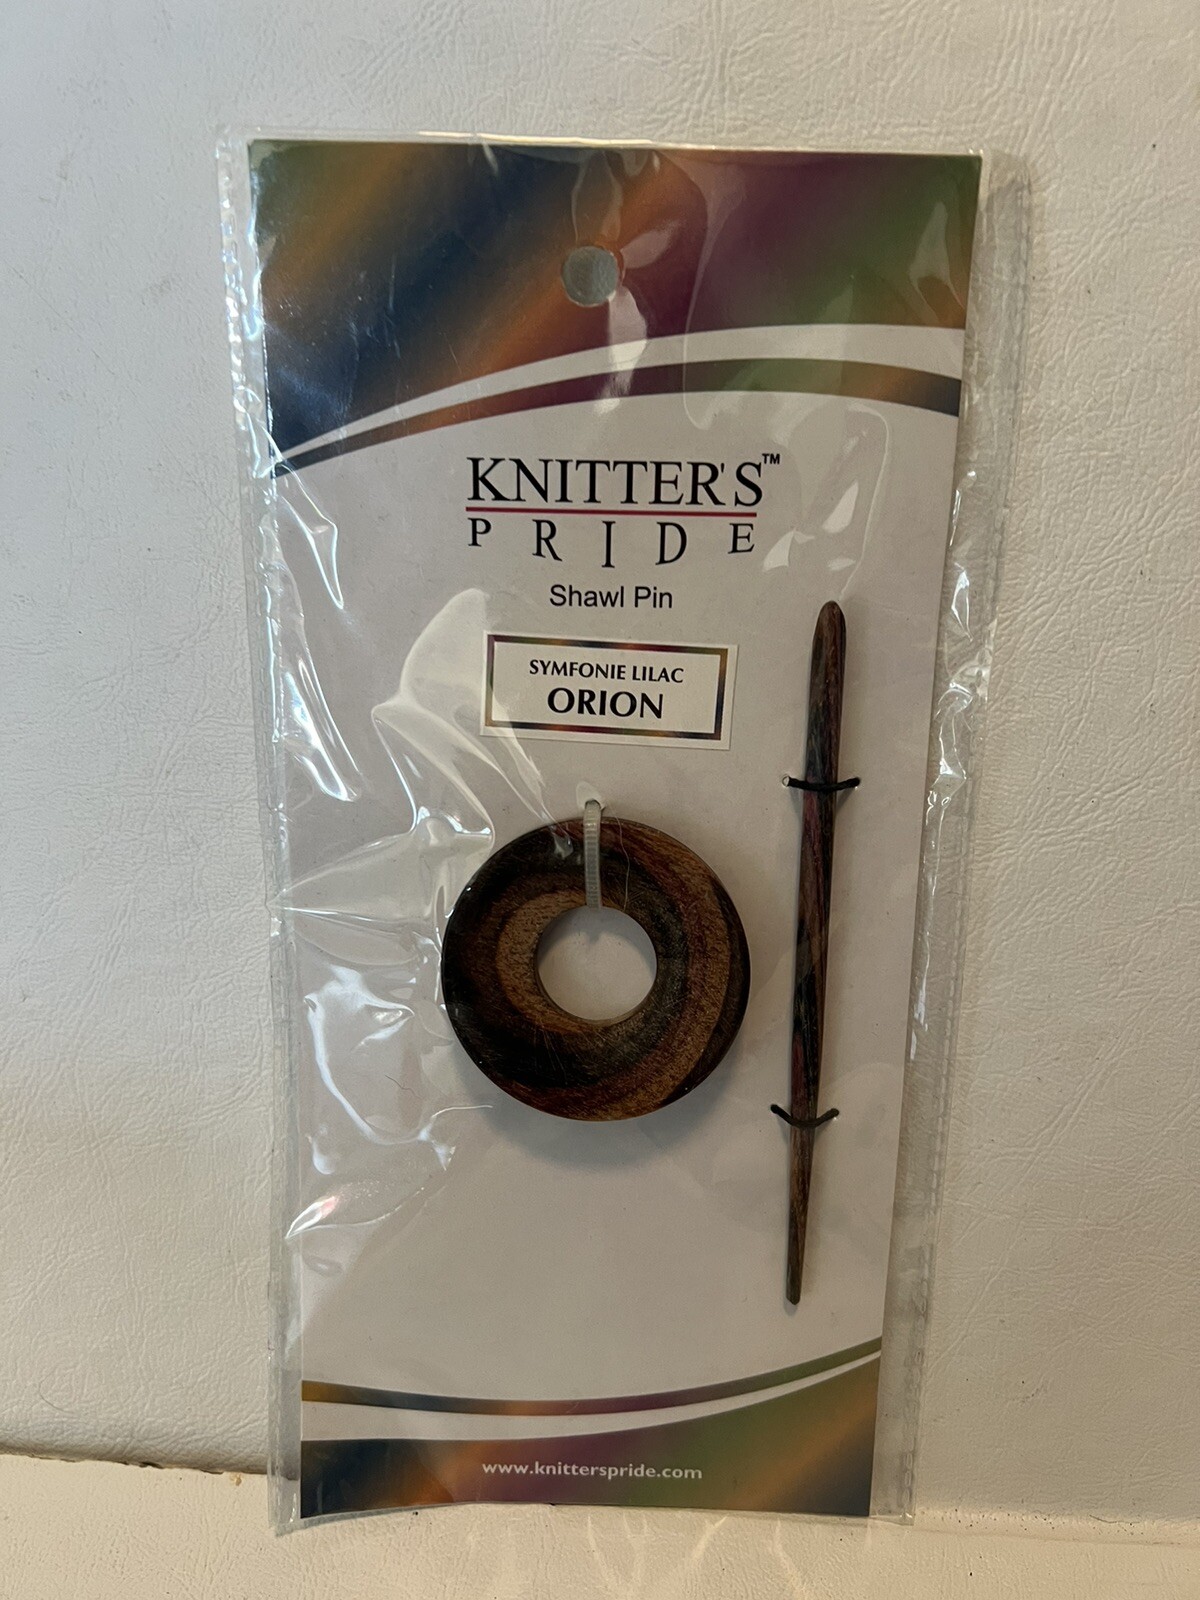 KNITTER'S™
PRIDE
Shawl Pin
SYMFONIE LILAC
ORION
www.knitterspride.com